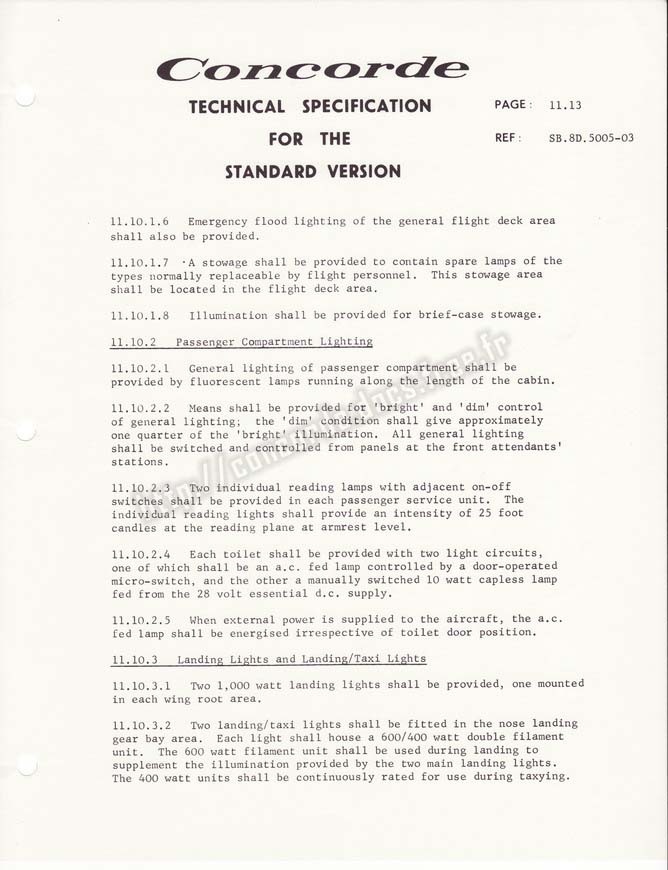 Concorde
TECHNICAL SPECIFICATION
FOR THE
STANDARD VERSION
PAGE: 11.13
REF: SB.8D.5005-03
11.10.1.6 Emergency flood lighting of the general flight deck area
shall also be provided.
11.10.1.7 A stowage shall be provided to contain spare lamps of the
types normally replaceable by flight personnel. This stowage area
shall be located in the flight deck area.
11.10.1.8 Illumination shall be provided for brief-case stowage.
11.10.2 Passenger Compartment Lighting
11.10.2.1 General lighting of passenger compartment shall be
provided by fluorescent lamps running along the length of the cabin.
11.10.2.2 Means shall be provided for 'bright' and 'dim' control
of general lighting; the 'dim' condition shall give approximately
one quarter of the 'bright' illumination. All general lighting
shall be switched and controlled from panels at the front attendants'
stations.
11.10.2.3 Two individual reading lamps with adjacent on-off
switches shall be provided in each passenger service unit. The
individual reading lights shall provide an intensity of 25 foot
candles at the reading plane at armrest level.
11.10.2.4 Each toilet shall be provided with two light circuits,
one of which shall be an a.c. fed lamp controlled by a door-operated
micro-switch, and the other a manually switched 10 watt capless lamp
fed from the 28 volt essential d.c. supply.
11.10.2.5 When external power is supplied to the aircraft, the a.c.
fed lamp shall be energised irrespective of toilet door position.
11.10.3 Landing Lights and Landing/Taxi Lights
11.10.3.1 Two 1,000 watt landing lights shall be provided, one mounted
in each wing root area.
11.10.3.2 Two landing/taxi lights shall be fitted in the nose landing
gear bay area. Each light shall house a 600/400 watt double filament
unit. The 600 watt filament unit shall be used during landing to
supplement the illumination provided by the two main landing lights.
The 400 watt units shall be continuously rated for use during taxying.